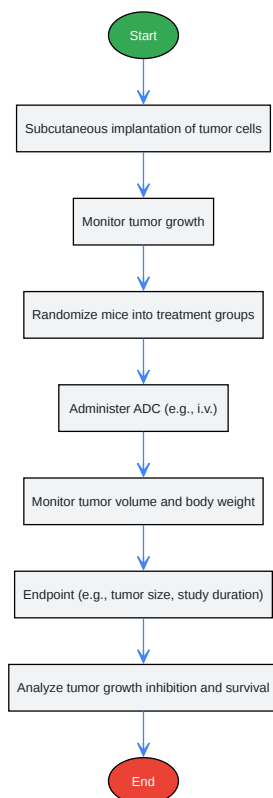 Start
Subcutaneous implantation of tumor cells
Monitor tumor growth
Randomize mice into treatment groups
Administer ADC (e.g., i.v.)
Monitor tumor volume and body weight
Endpoint (e.g., tumor size, study duration)
Analyze tumor growth inhibition and survival
End